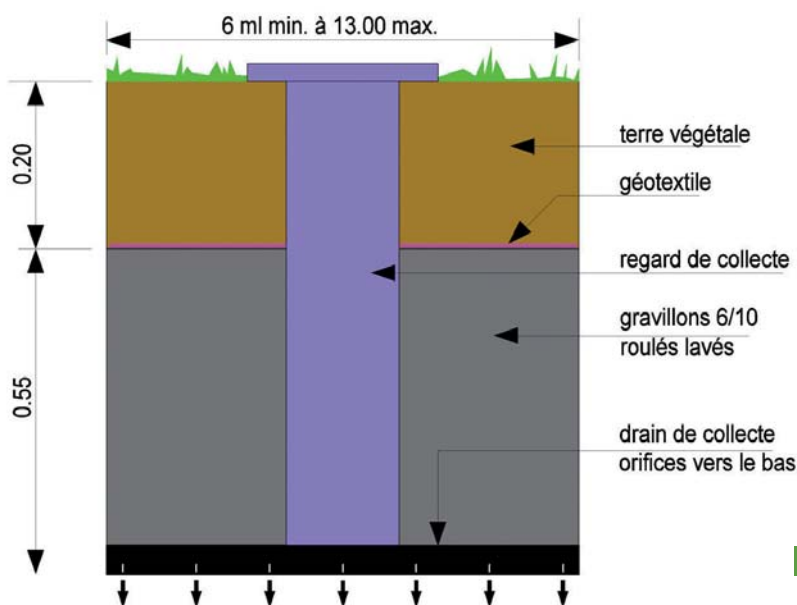 6 ml min. à 13.00 max.
0.20
terre végétale
géotextile
regard de collecte
gravillons 6/10
roulés lavés
0.55
drain de collecte
orifices vers le bas